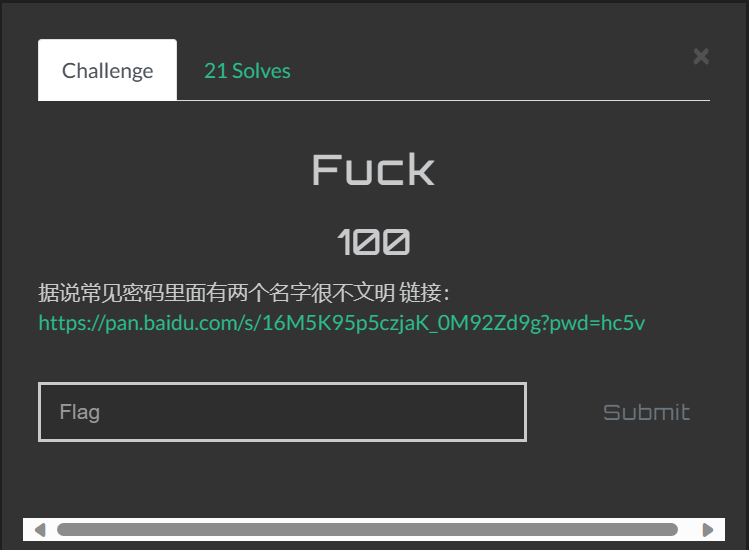 Challenge
21 Solves
×
Fuck
100
据说常见密码里面有两个名字很不文明 链接：
https://pan.baidu.com/s/16M5K95p5czjaK_0M92Zd9g?pwd=hc5v
Flag
Submit